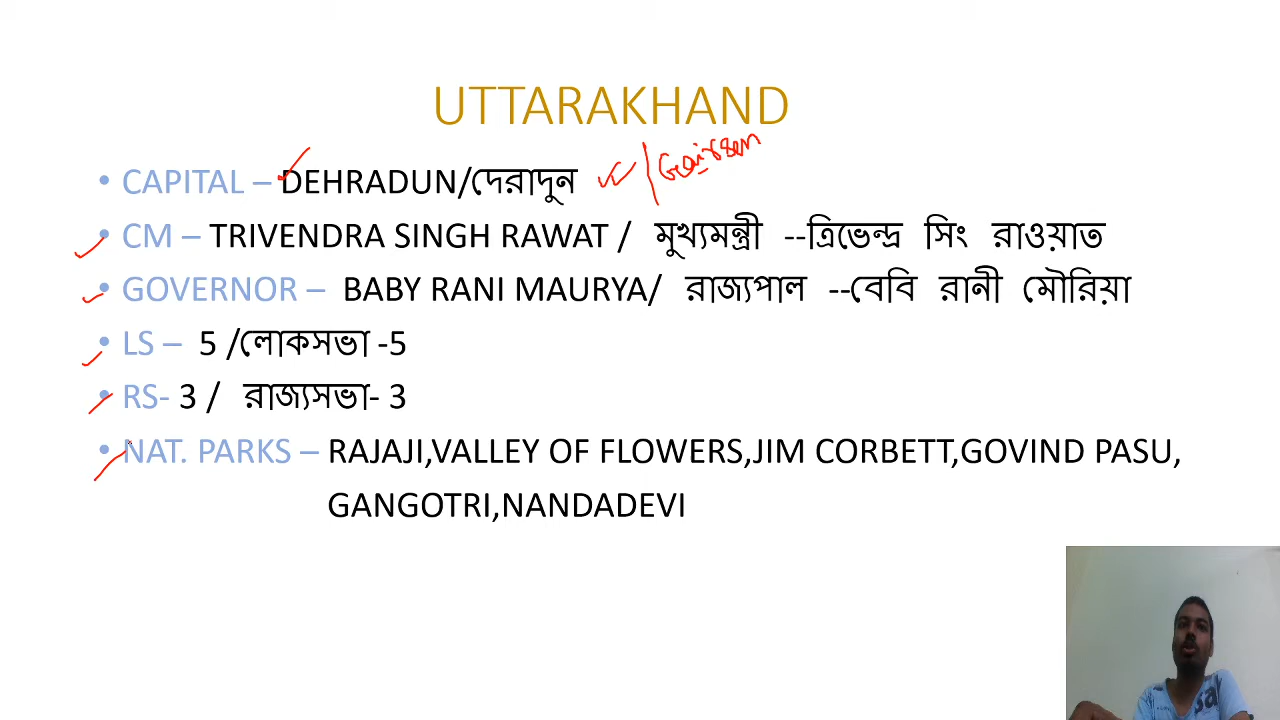 UTTARAKHAND
• CAPITAL – DEHRADUN/দেরাদুন / Gairsen
• CM – TRIVENDRA SINGH RAWAT / মুখ্যমন্ত্রী --ত্রিভেন্দ্র সিং রাওয়াত
• GOVERNOR – BABY RANI MAURYA/ রাজ্যপাল --বেবি রানী মৌরিয়া
• LS – 5 /লোকসভা -5
• RS- 3 / রাজ্যসভা- 3
• NAT. PARKS – RAJAJI,VALLEY OF FLOWERS,JIM CORBETT,GOVIND PASU,
GANGOTRI,NANDADEVI